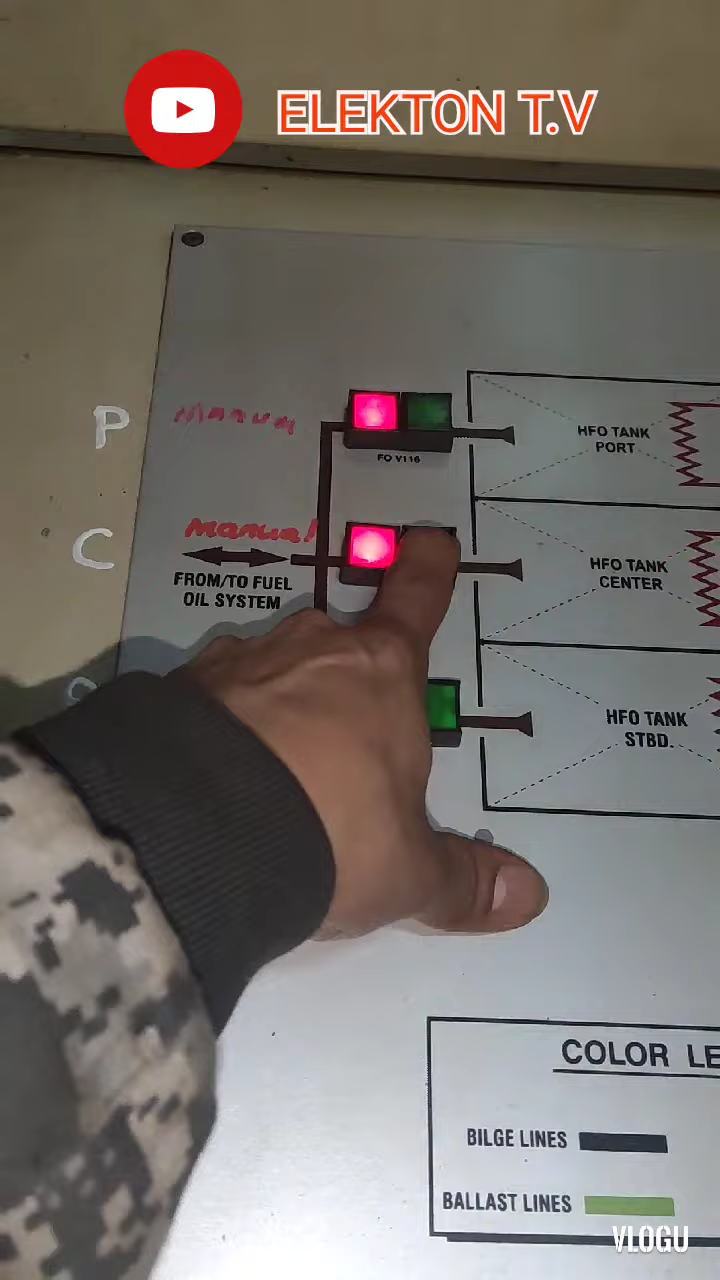 ELEKTON T.V
P
Manua
FO V116
HFO TANK
PORT
C
Manual
FROM/TO FUEL
OIL SYSTEM
HFO TANK
CENTER
HFO TANK
STBD.
COLOR LE
BILGE LINES
BALLAST LINES
VLOGU